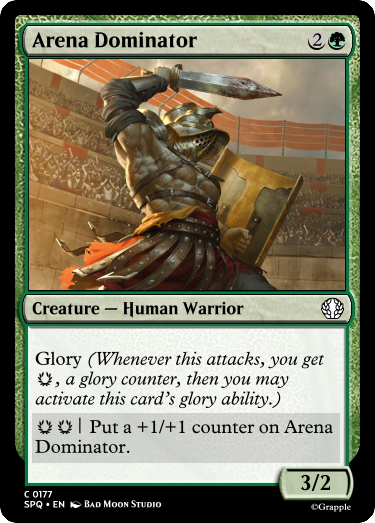 Arena Dominator 2
Creature — Human Warrior
Glory (Whenever this attacks, you get
, a glory counter, then you may
activate this card's glory ability.)
| Put a +1/+1 counter on Arena
Dominator.
3/2
C 0177
SPQ • EN Bad Moon Studio
©Grapple